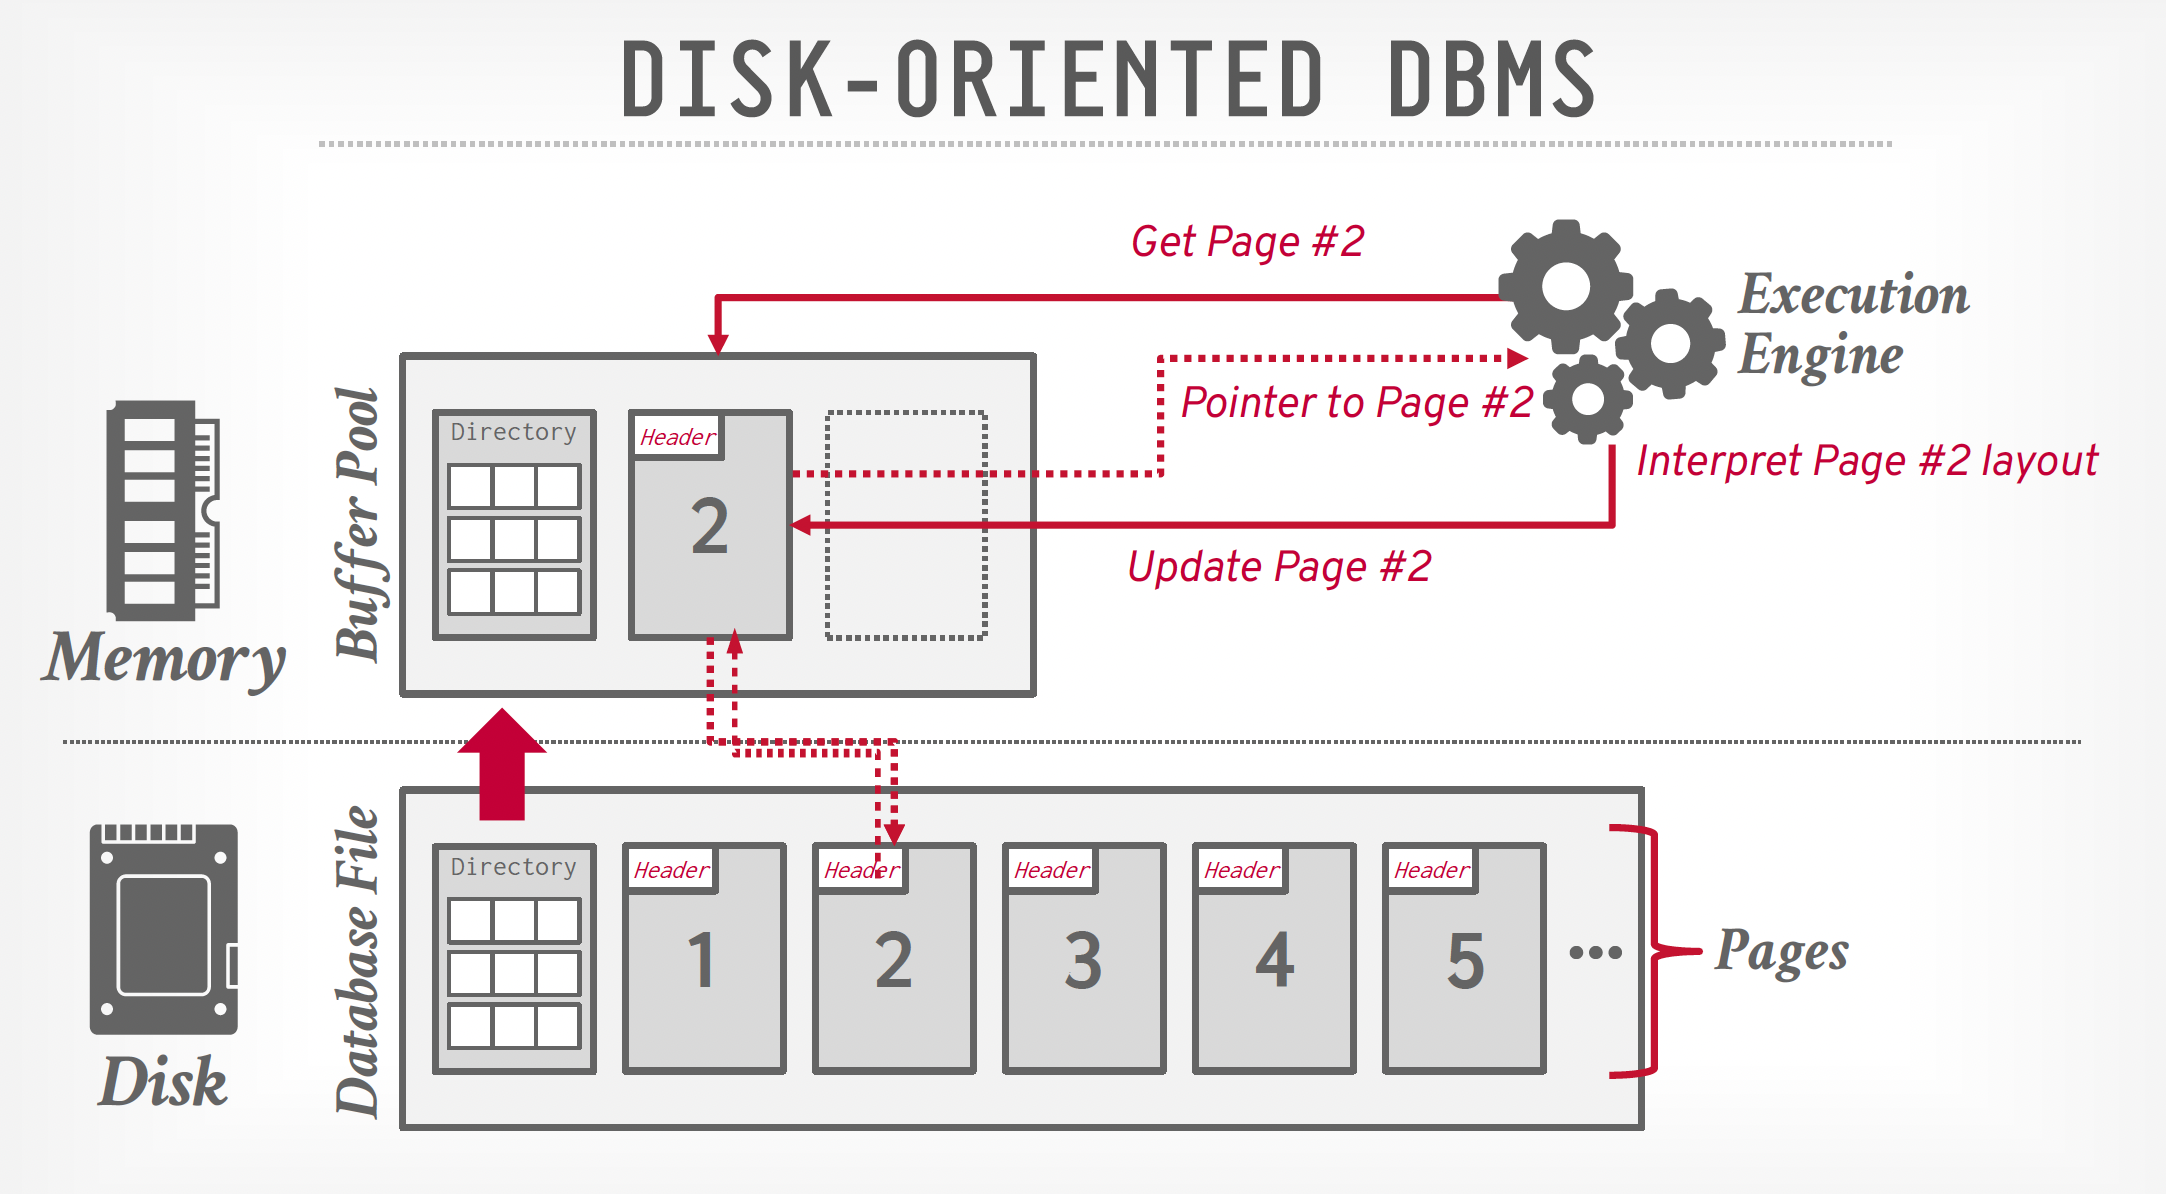 DISK-ORIENTED DBMS
Get Page #2
Execution
Engine
Pointer to Page #2
Interpret Page #2 layout
Update Page #2
Memory
Buffer Pool
Directory
Header
2
Disk
Database File
Directory
Header
1
Header
2
Header
3
Header
4
Header
5
...
Pages